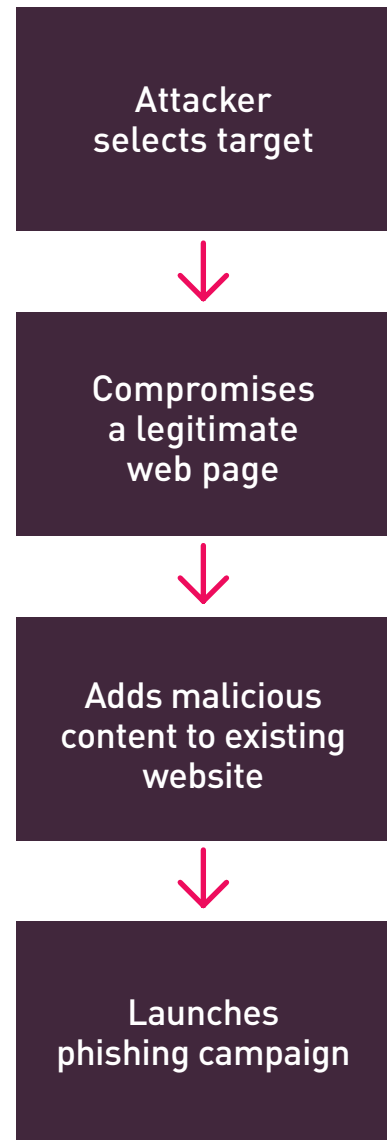 Attacker
selects target
Compromises
a legitimate
web page
Adds malicious
content to existing
website
Launches
phishing campaign